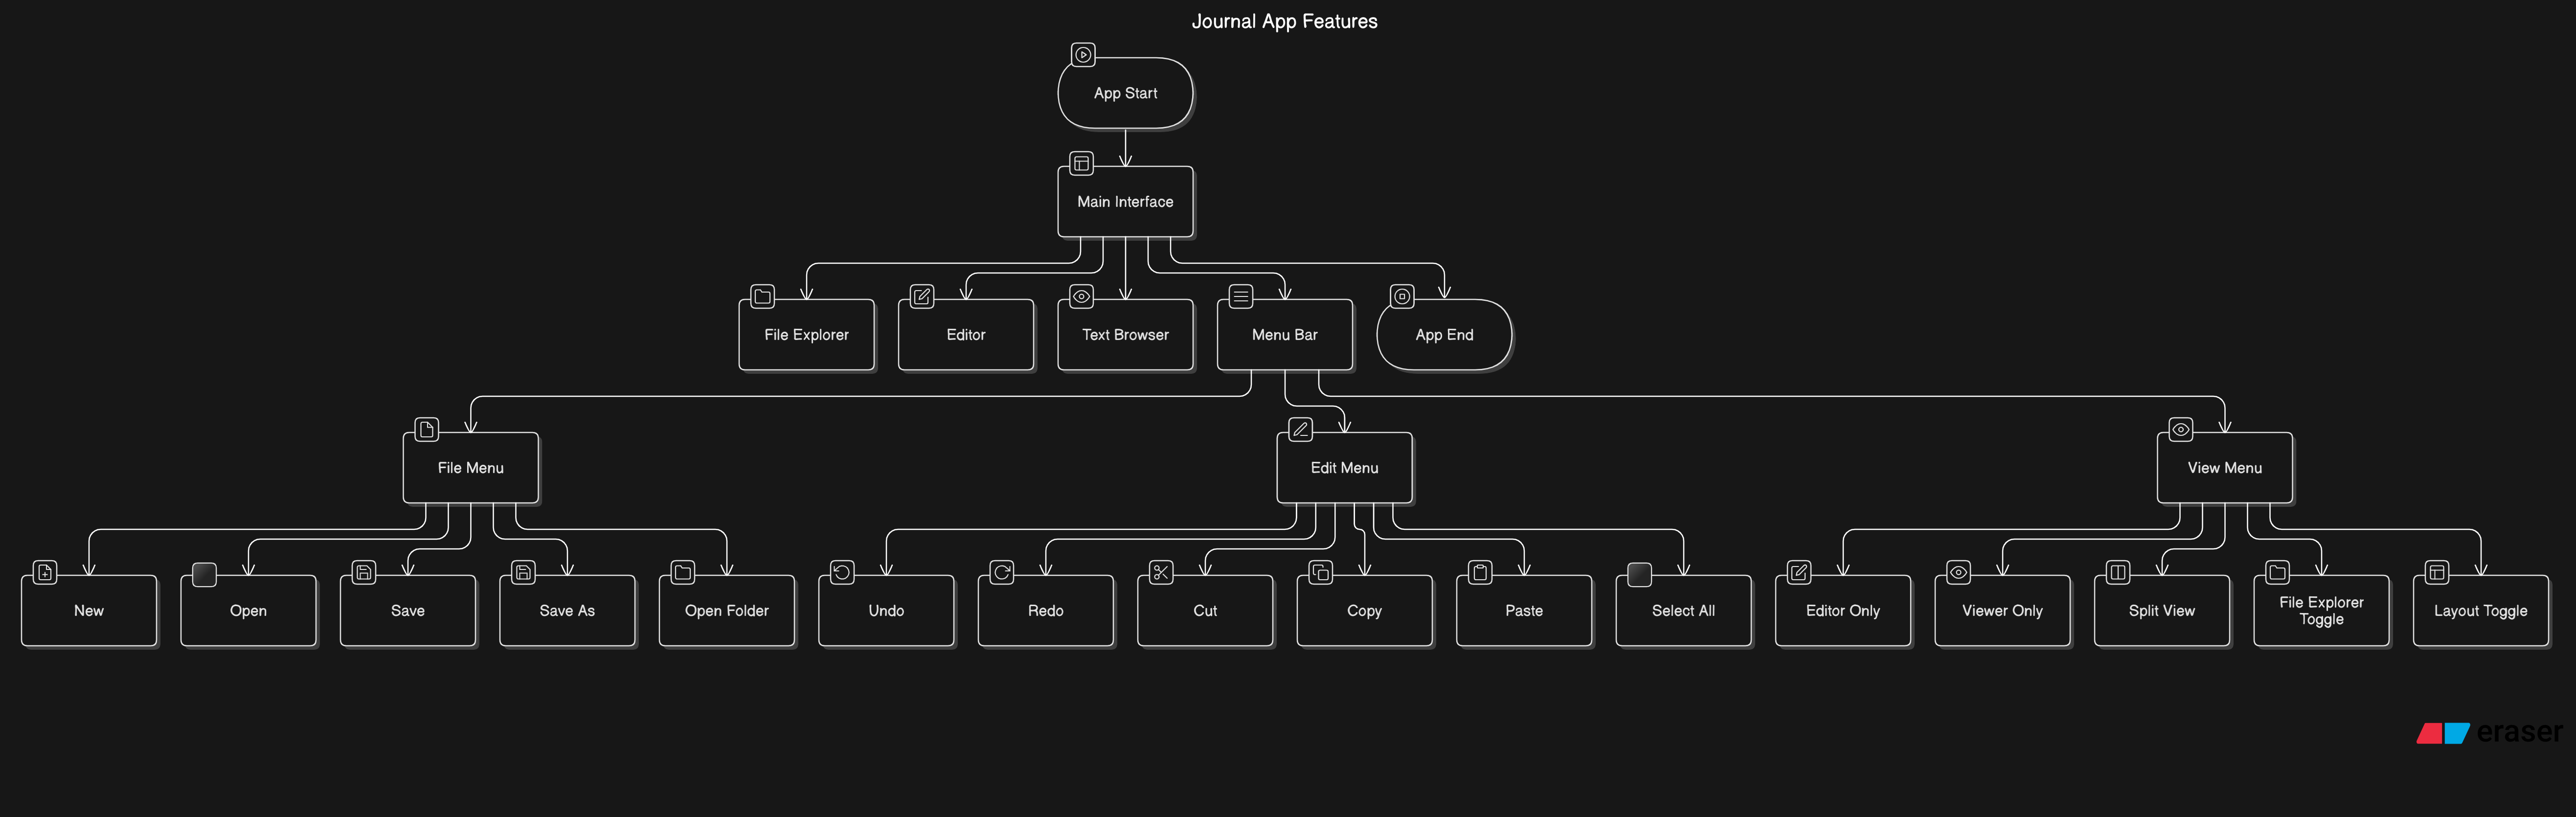 Journal App Features
App Start
Main Interface
File Explorer
Editor
Text Browser
Menu Bar
App End
File Menu
Edit Menu
View Menu
New
Open
Save
Save As
Open Folder
Undo
Redo
Cut
Copy
Paste
Select All
Editor Only
Viewer Only
Split View
File Explorer
Toggle
Layout Toggle
eraser